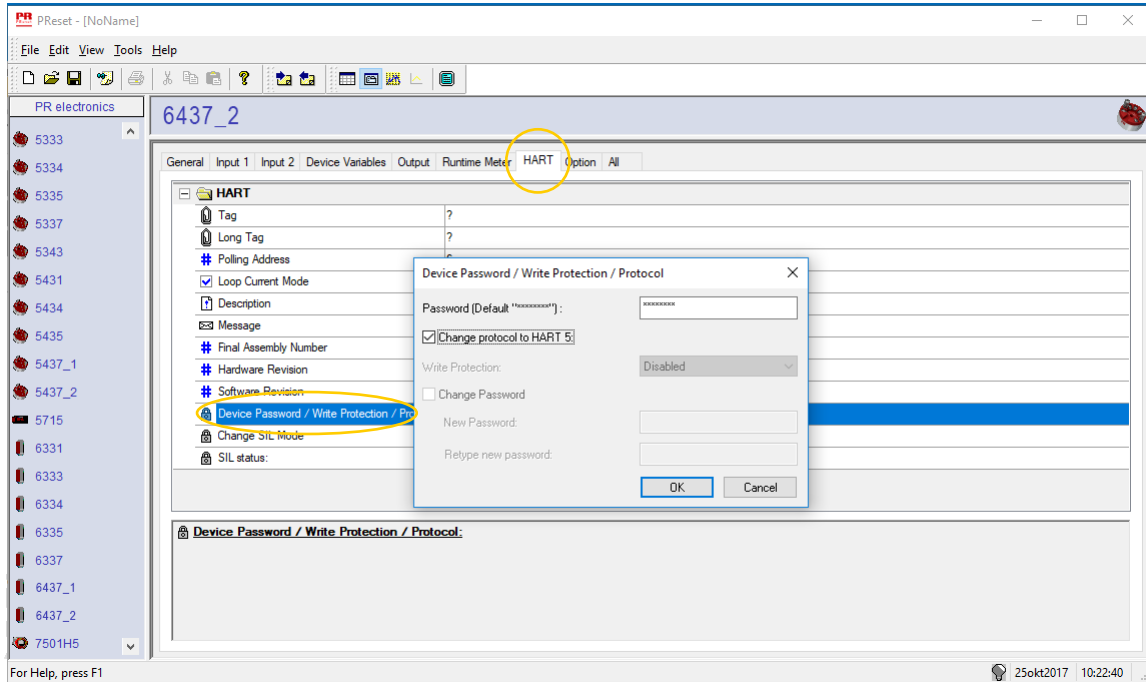 PR PReset - [NoName]
File Edit View Tools Help
PR electronics
5333
5334
5335
5337
5343
5431
5434
5435
5437_1
5437_2
5715
6331
6333
6334
6335
6337
6437_1
6437_2
7501H5
6437_2
General Input 1 Input 2 Device Variables Output Runtime Meter HART Option All
HART
Tag ?
Long Tag ?
Polling Address
Loop Current Mode
Description
Message
Final Assembly Number
Hardware Revision
Software Revision
Device Password / Write Protection / Pro
Change SIL Mode
SIL status:
Device Password / Write Protection / Protocol
Password (Default "********") : ********
Change protocol to HART 5:
Write Protection: Disabled
Change Password
New Password:
Retype new password:
OK Cancel
Device Password / Write Protection / Protocol:
For Help, press F1 25okt2017 10:22:40